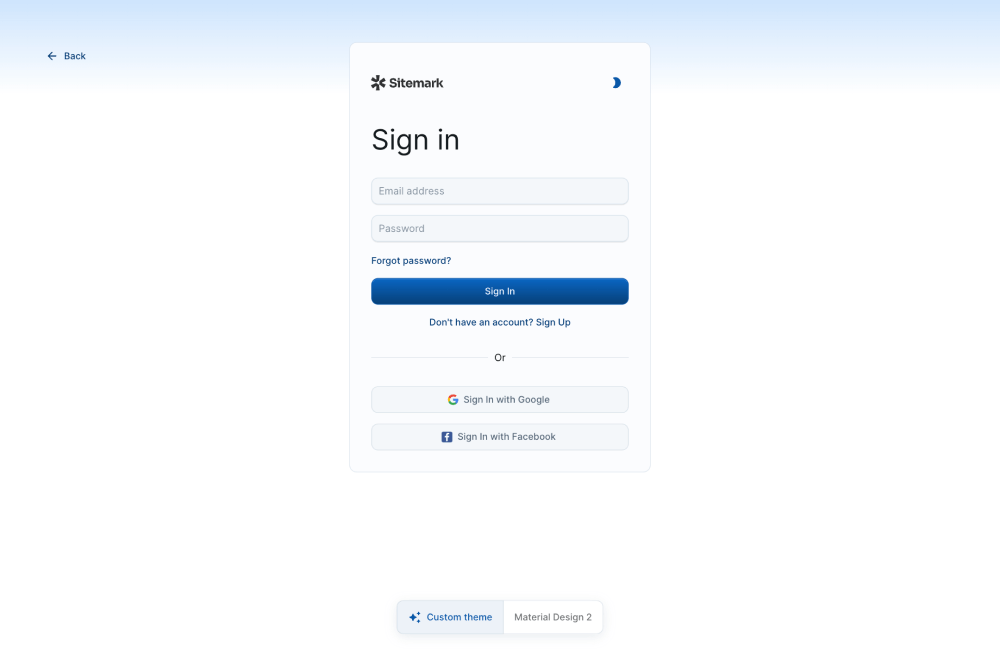 Back
Sitemark
Sign in
Email address
Password
Forgot password?
Sign In
Don't have an account? Sign Up
Or
Sign In with Google
Sign In with Facebook
Custom theme
Material Design 2